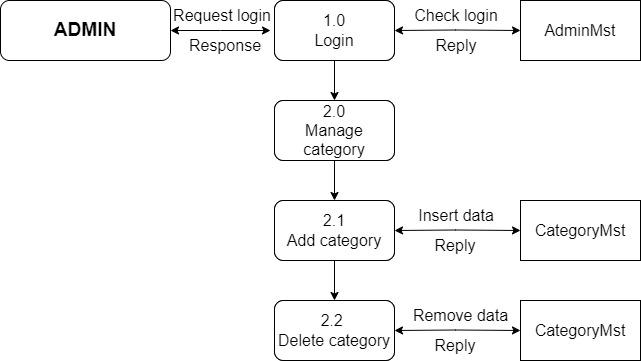 ADMIN
Request login
Response
1.0
Login
Check login
Reply
AdminMst
2.0
Manage
category
2.1
Add category
Insert data
Reply
CategoryMst
2.2
Delete category
Remove data
Reply
CategoryMst